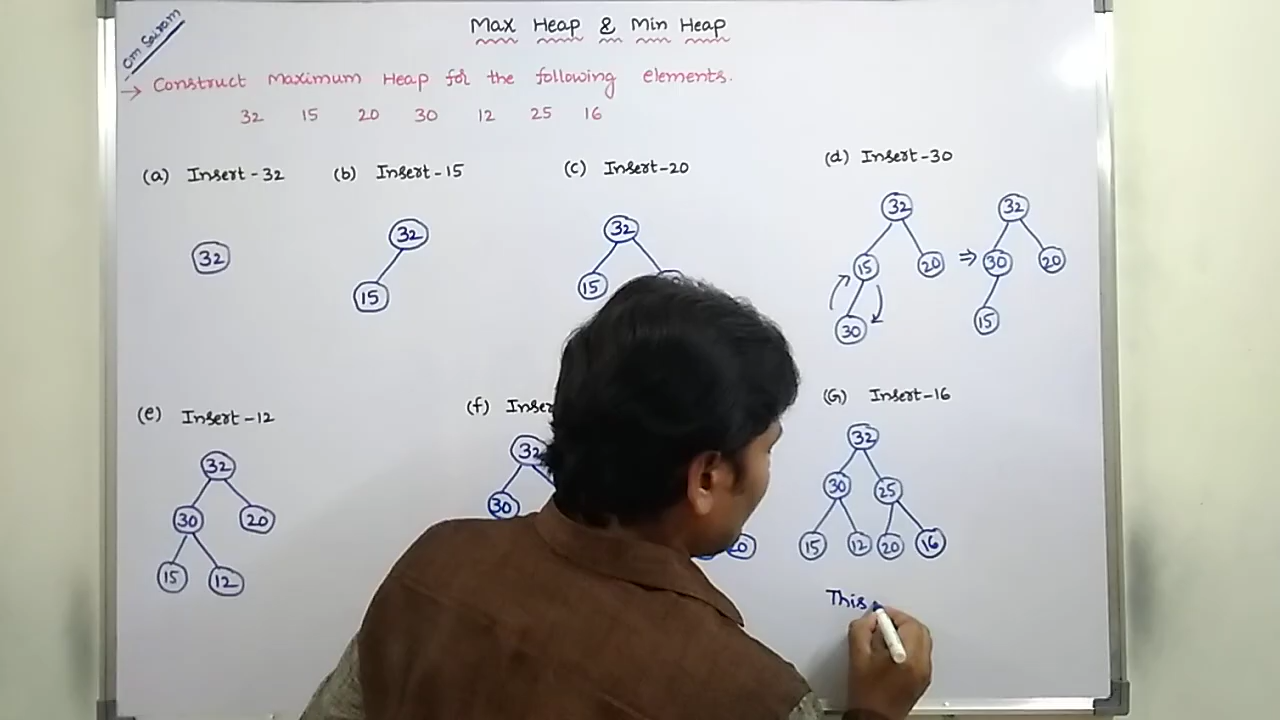 Om Sairam
Max Heap & Min Heap
→ Construct Maximum Heap for the following elements.
32 15 20 30 12 25 16
(a) Insert-32
32
(b) Insert-15
32
15
(c) Insert-20
32
15
(d) Insert-30
32
15 20
30
⇒
32
30 20
15
(e) Insert-12
32
30 20
15 12
(f)
32
30
20
(G) Insert-16
32
30 25
15 12 20 16
This